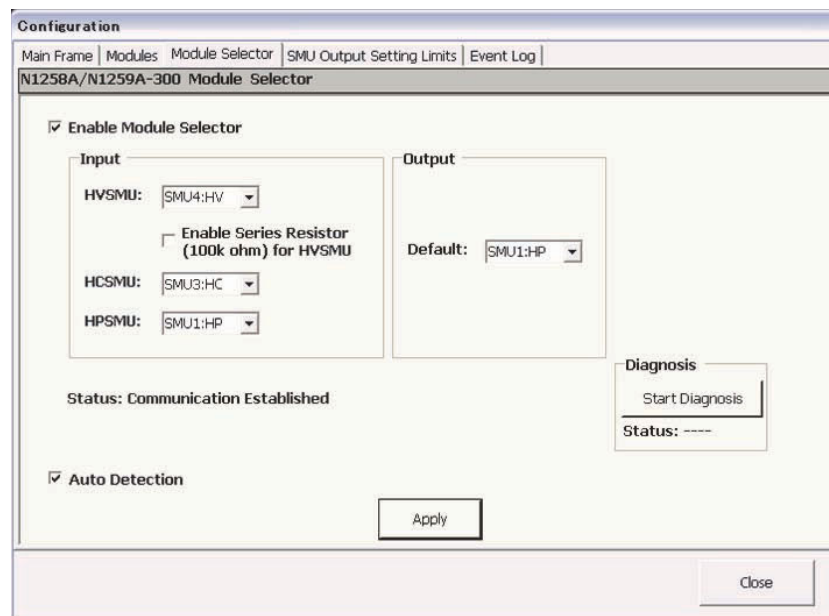 Configuration
Main Frame Modules Module Selector SMU Output Setting Limits Event Log
N1258A/N1259A-300 Module Selector
Enable Module Selector
Input
HVSMU: SMU4:HV
Enable Series Resistor
(100k ohm) for HVSMU
HCSMU: SMU3:HC
HPSMU: SMU1:HP
Output
Default: SMU1:HP
Status: Communication Established
Diagnosis
Start Diagnosis
Status: ----
Auto Detection
Apply
Close